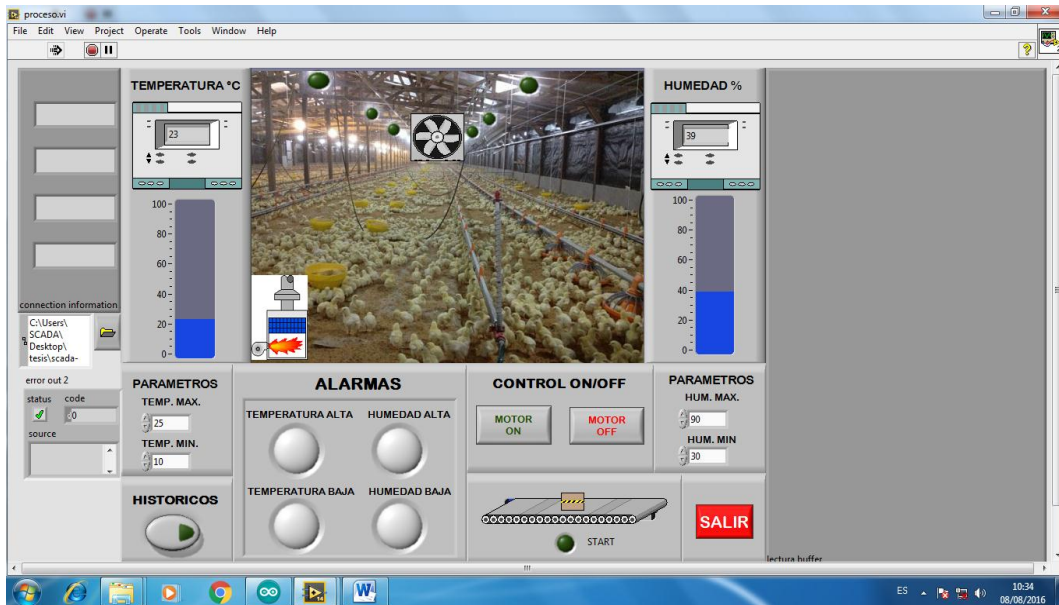 proceso.vi
File Edit View Project Operate Tools Window Help
TEMPERATURA °C
23
100
80
60
40
20
0
HUMEDAD %
39
100
80
60
40
20
0
connection information
C:\Users\
SCADA\
Desktop\
tesis\scada-
error out 2
status code
0
source
PARAMETROS
TEMP. MAX.
25
TEMP. MIN.
10
HISTORICOS
ALARMAS
TEMPERATURA ALTA HUMEDAD ALTA
TEMPERATURA BAJA HUMEDAD BAJA
CONTROL ON/OFF
MOTOR
ON
MOTOR
OFF
START
PARAMETROS
HUM. MAX.
90
HUM. MIN
30
SALIR
lectura buffer
ES
10:34
08/08/2016